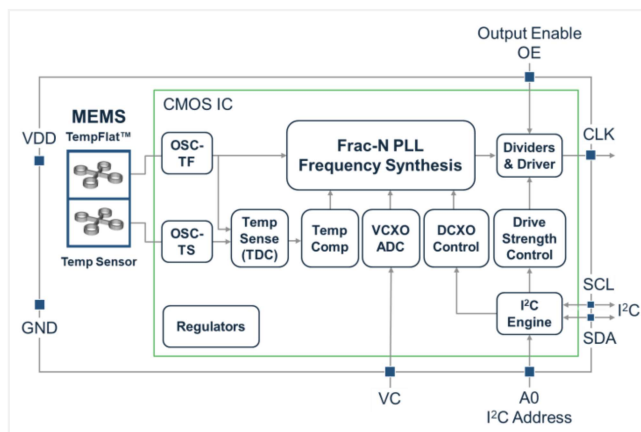 Output Enable
OE
CMOS IC
MEMS
TempFlat™
VDD
OSC-
TF
Frac-N PLL
Frequency Synthesis
Dividers
& Driver
CLK
OSC-
TS
Temp
Sense
(TDC)
Temp
Comp
VCXO
ADC
DCXO
Control
Drive
Strength
Control
Temp Sensor
SCL
I²C
SDA
I²C
Engine
GND
Regulators
VC
A0
I²C Address